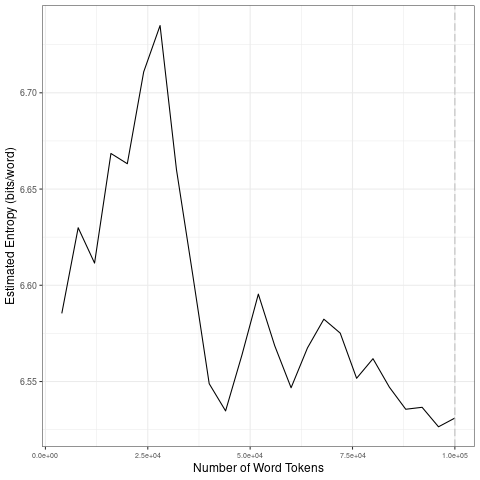 Estimated Entropy (bits/word)
6.70
6.65
6.60
6.55
0.0e+00 2.5e+04 5.0e+04 7.5e+04 1.0e+05
Number of Word Tokens